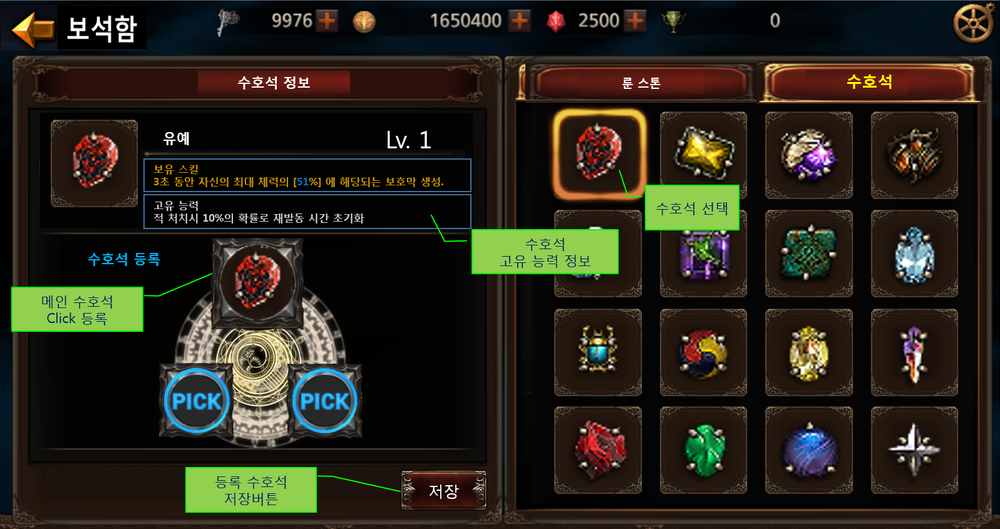 보석함
9976
1650400
2500
0
수호석 정보
룬 스톤
수호석
유예
Lv. 1
보유 스킬
3초 동안 자신의 최대 체력의 [51%] 에 해당되는 보호막 생성.
고유 능력
적 처치시 10%의 확률로 재발동 시간 초기화
수호석 선택
수호석
고유 능력 정보
수호석 등록
메인 수호석
Click 등록
PICK
PICK
등록 수호석
저장버튼
저장